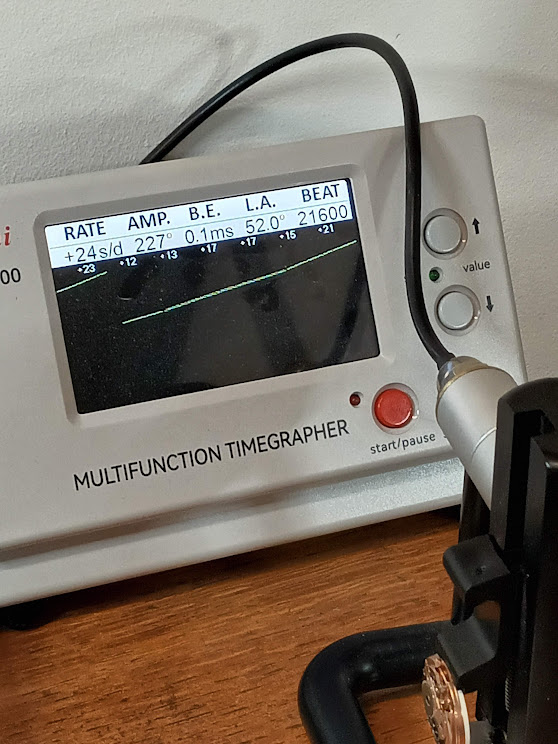 RATE AMP. B.E. L.A. BEAT
+24s/d 227° 0.1ms 52.0° 21600
+23 +12 +13 +17 +17 +15 +21
i
00
value
start/pause
MULTIFUNCTION TIMEGRAPHER